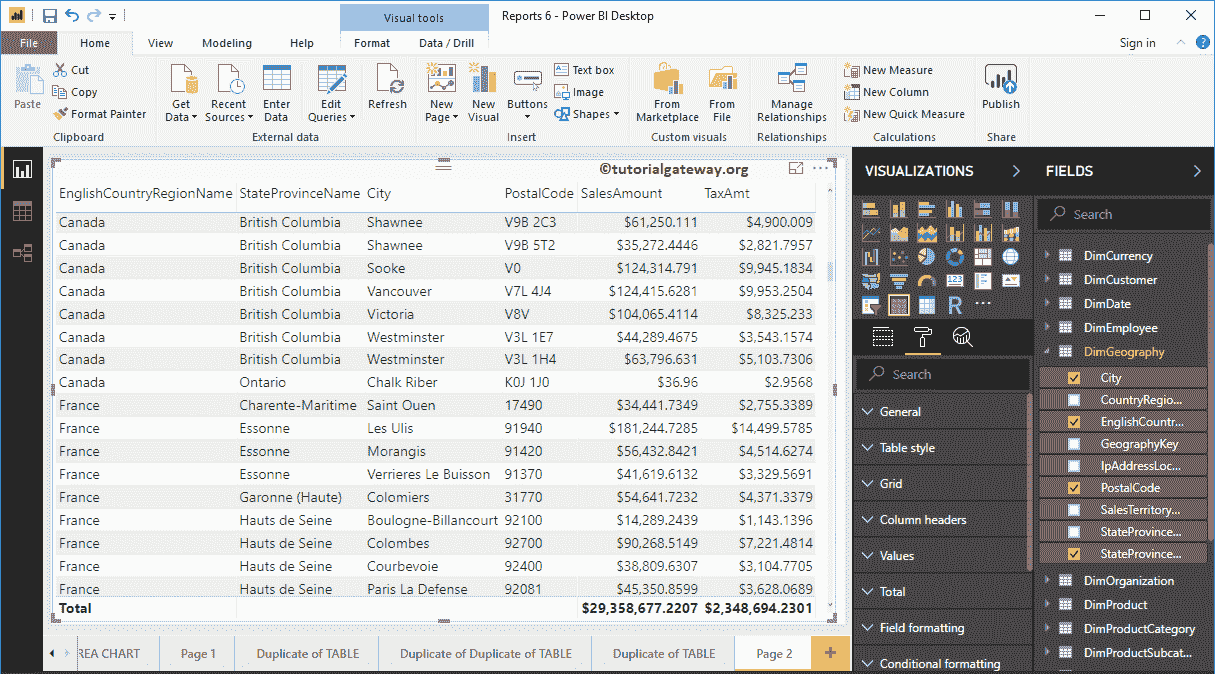 Visual tools
Reports 6 - Power BI Desktop
File Home View Modeling Help Format Data / Drill Sign in
Paste
Cut
Copy
Format Painter
Clipboard
Get Data
Recent Sources
Enter Data
Edit Queries
External data
Refresh
New Page
New Visual
Buttons
Text box
Image
Shapes
Insert
From Marketplace
From File
Custom visuals
Manage Relationships
Relationships
New Measure
New Column
New Quick Measure
Calculations
Publish
Share
©tutorialgateway.org
EnglishCountryRegionName StateProvinceName City PostalCode SalesAmount TaxAmt
Canada British Columbia Shawnee V9B 2C3 $61,250.111 $4,900.009
Canada British Columbia Shawnee V9B 5T2 $35,272.4446 $2,821.7957
Canada British Columbia Sooke V0 $124,314.791 $9,945.1834
Canada British Columbia Vancouver V7L 4J4 $124,415.6281 $9,953.2504
Canada British Columbia Victoria V8V $104,065.4114 $8,325.233
Canada British Columbia Westminster V3L 1E7 $44,289.4675 $3,543.1574
Canada British Columbia Westminster V3L 1H4 $63,796.631 $5,103.7306
Canada Ontario Chalk Riber K0J 1J0 $36.96 $2.9568
France Charente-Maritime Saint Ouen 17490 $34,441.7349 $2,755.3389
France Essonne Les Ulis 91940 $181,244.7285 $14,499.5785
France Essonne Morangis 91420 $56,432.8421 $4,514.6274
France Essonne Verrieres Le Buisson 91370 $41,619.6132 $3,329.5691
France Garonne (Haute) Colomiers 31770 $54,641.7232 $4,371.3379
France Hauts de Seine Boulogne-Billancourt 92100 $14,289.2439 $1,143.1396
France Hauts de Seine Colombes 92700 $90,268.5149 $7,221.4814
France Hauts de Seine Courbevoie 92400 $38,809.6307 $3,104.7705
France Hauts de Seine Paris La Defense 92081 $45,350.8599 $3,628.0689
Total $29,358,677.2207 $2,348,694.2301
REA CHART Page 1 Duplicate of TABLE Duplicate of Duplicate of TABLE Duplicate of TABLE Page 2 +
VISUALIZATIONS
123
R
Search
General
Table style
Grid
Column headers
Values
Total
Field formatting
Conditional formatting
FIELDS
Search
DimCurrency
DimCustomer
DimDate
DimEmployee
DimGeography
City
CountryRegio...
EnglishCountr...
GeographyKey
IpAddressLoc...
PostalCode
SalesTerritory...
StateProvince...
StateProvince...
DimOrganization
DimProduct
DimProductCategory
DimProductSubcat...